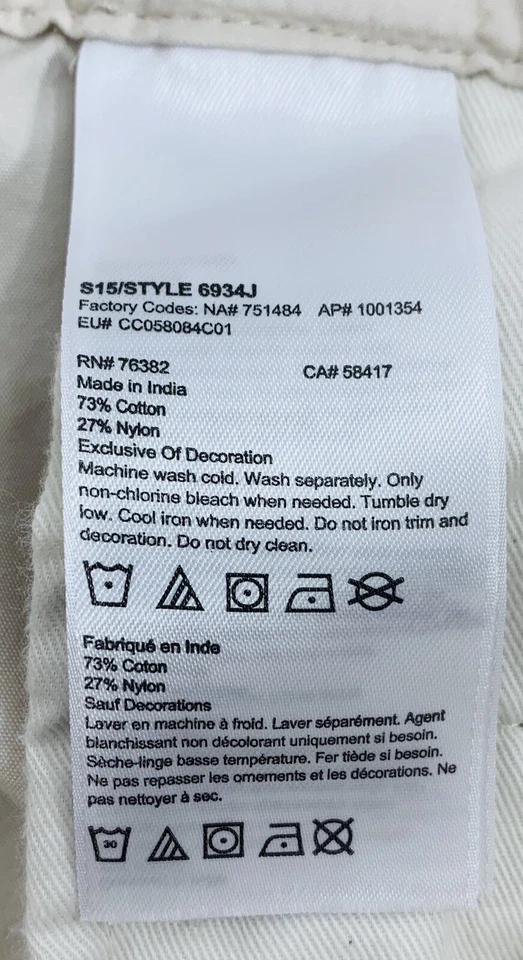 S15/STYLE 6934J
Factory Codes: NA# 751484 AP# 1001354
EU# CC058084C01
RN# 76382 CA# 58417
Made in India
73% Cotton
27% Nylon
Exclusive Of Decoration
Machine wash cold. Wash separately. Only
non-chlorine bleach when needed. Tumble dry
low. Cool iron when needed. Do not iron trim and
decoration. Do not dry clean.
Fabriqué en Inde
73% Coton
27% Nylon
Sauf Decorations
Laver en machine à froid. Laver séparément. Agent
blanchissant non décolorant uniquement si besoin.
Sèche-linge basse température. Fer tiède si besoin.
Ne pas repasser les ornements et les décorations. Ne
pas nettoyer à sec.
30